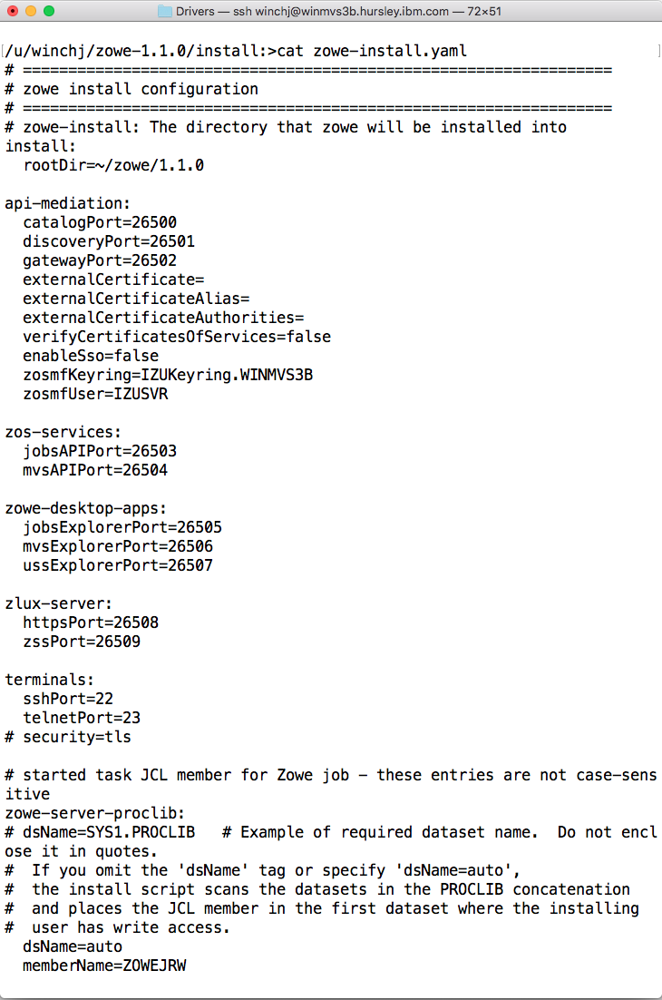 Drivers — ssh winchj@winmvs3b.hursley.ibm.com — 72×51
[/u/winchj/zowe-1.1.0/install:>cat zowe-install.yaml ]
# =================================================================
# zowe install configuration
# =================================================================
# zowe-install: The directory that zowe will be installed into
install:
  rootDir=~/zowe/1.1.0

api-mediation:
  catalogPort=26500
  discoveryPort=26501
  gatewayPort=26502
  externalCertificate=
  externalCertificateAlias=
  externalCertificateAuthorities=
  verifyCertificatesOfServices=false
  enableSso=false
  zosmfKeyring=IZUKeyring.WINMVS3B
  zosmfUser=IZUSVR

zos-services:
  jobsAPIPort=26503
  mvsAPIPort=26504

zowe-desktop-apps:
  jobsExplorerPort=26505
  mvsExplorerPort=26506
  ussExplorerPort=26507

zlux-server:
  httpsPort=26508
  zssPort=26509

terminals:
  sshPort=22
  telnetPort=23
# security=tls

# started task JCL member for Zowe job - these entries are not case-sens
itive
zowe-server-proclib:
# dsName=SYS1.PROCLIB   # Example of required dataset name.  Do not encl
ose it in quotes.
#  If you omit the 'dsName' tag or specify 'dsName=auto',
#  the install script scans the datasets in the PROCLIB concatenation
#  and places the JCL member in the first dataset where the installing
#  user has write access.
  dsName=auto
  memberName=ZOWEJRW